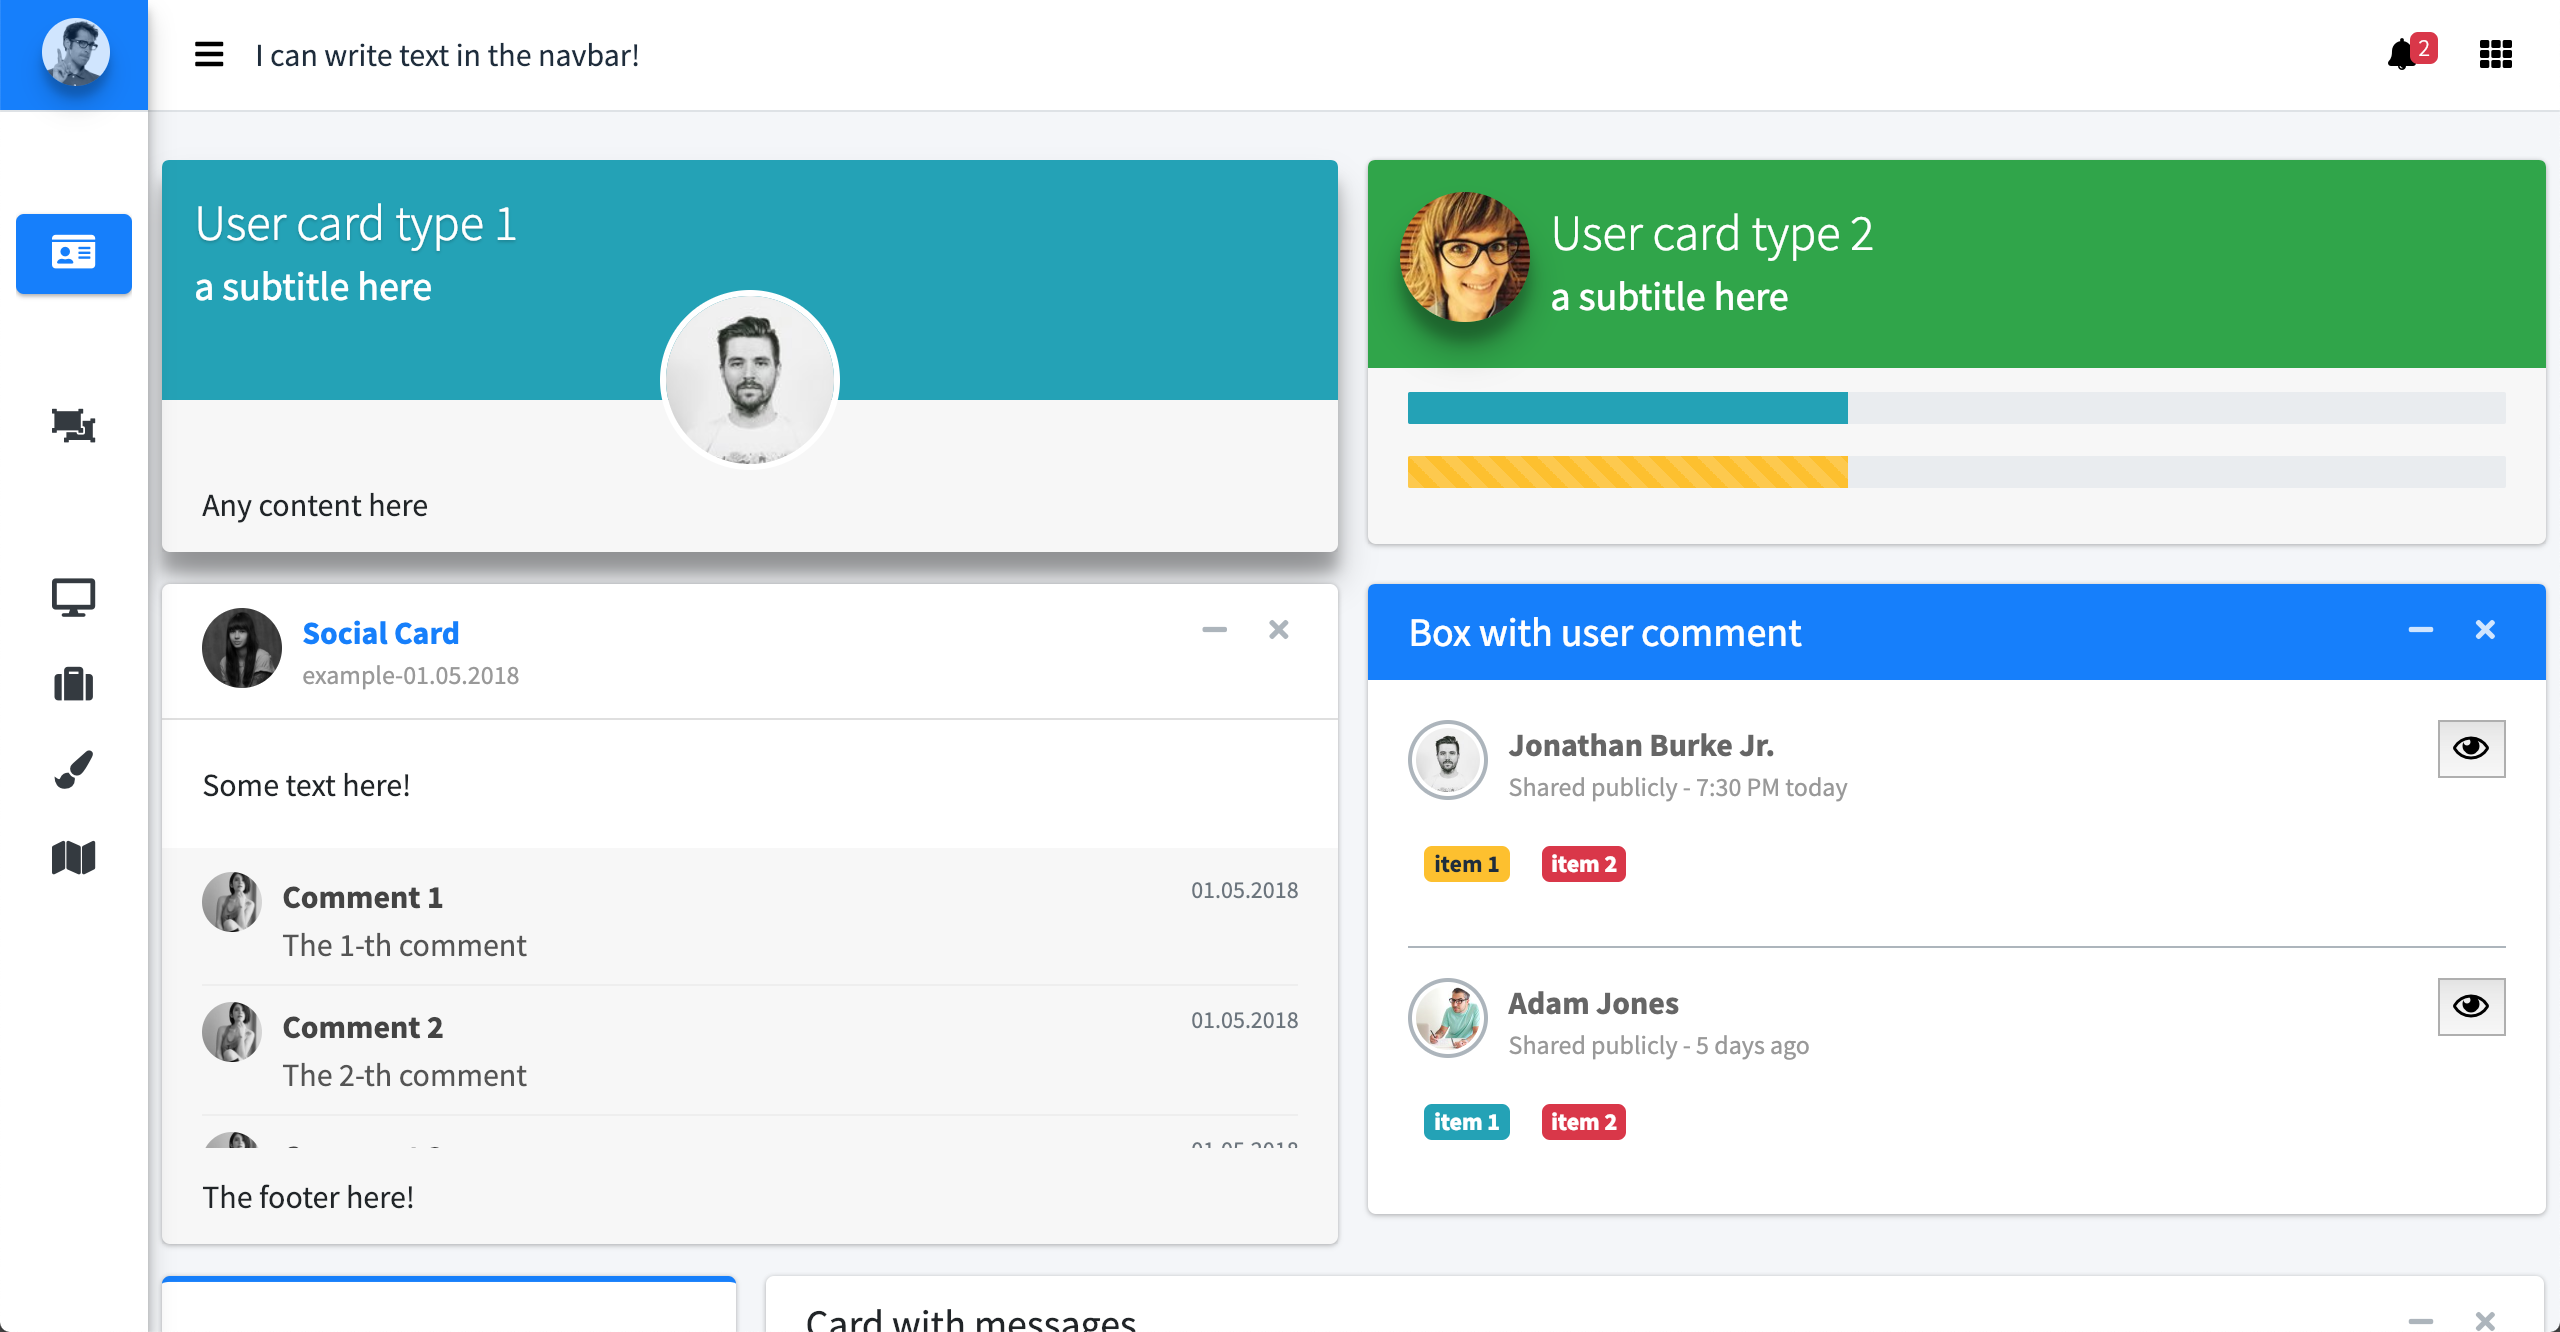 I can write text in the navbar!
2
User card type 1
a subtitle here
Any content here
User card type 2
a subtitle here
Social Card
example-01.05.2018
Some text here!
Comment 1
01.05.2018
The 1-th comment
Comment 2
01.05.2018
The 2-th comment
The footer here!
Box with user comment
Jonathan Burke Jr.
Shared publicly - 7:30 PM today
item 1 item 2
Adam Jones
Shared publicly - 5 days ago
item 1 item 2
Card with messages